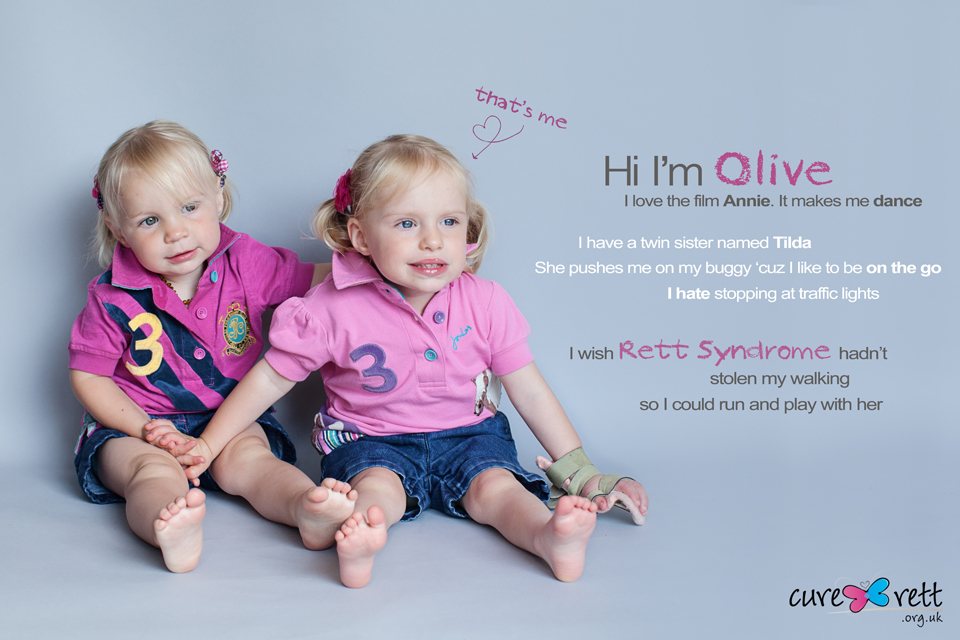 that's me
Hi I'm Olive
I love the film Annie. It makes me dance
I have a twin sister named Tilda
She pushes me on my buggy 'cuz I like to be on the go
I hate stopping at traffic lights
I wish Rett Syndrome hadn't
stolen my walking
so I could run and play with her
3
3
cure rett
.org.uk